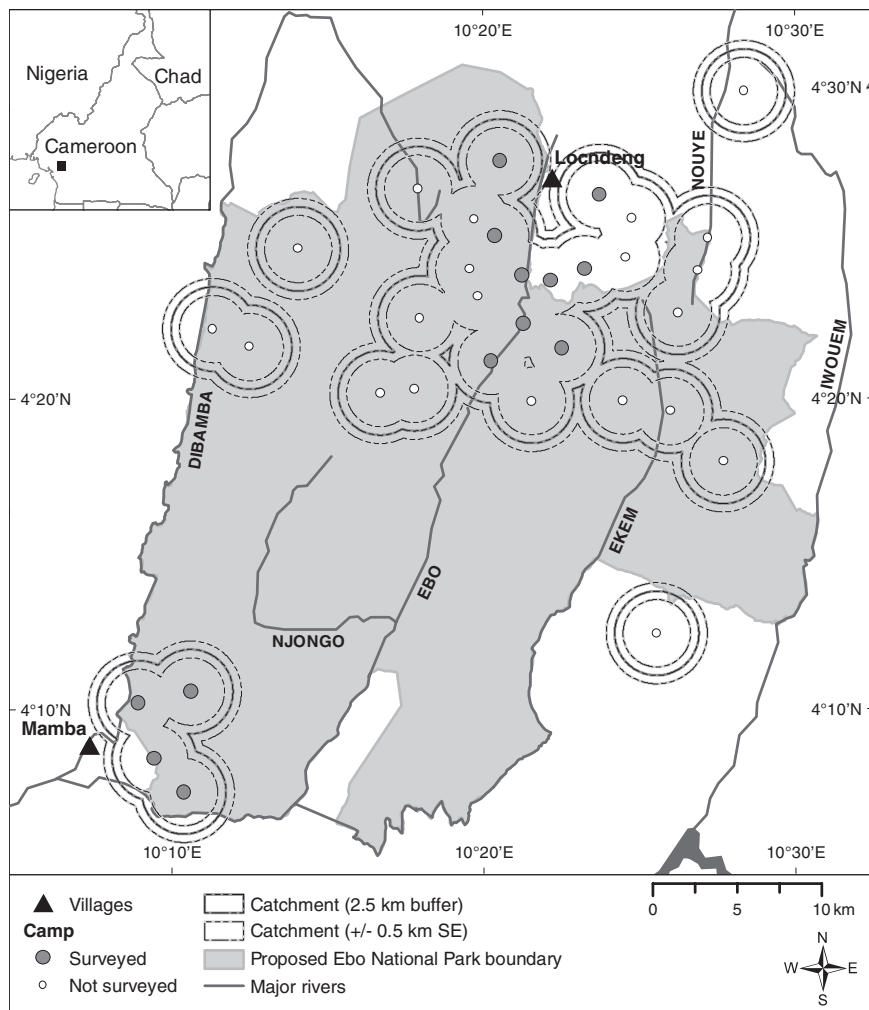 10°20'E
10°30'E
Nigeria
Chad
Cameroon
4°30'N
4°
Locndeng
NOUYE
IWOUEM
4°20'N
4°20'N
DIBAMBA
EKEM
EBO
NJONGO
4°10'N
4°10'N
Mamba
10°10'E
10°20'E
10°30'E
Villages
Camp
Surveyed
Not surveyed
Catchment (2.5 km buffer)
Catchment (+/- 0.5 km SE)
Proposed Ebo National Park boundary
Major rivers
0 5 10 km
N
W E
S